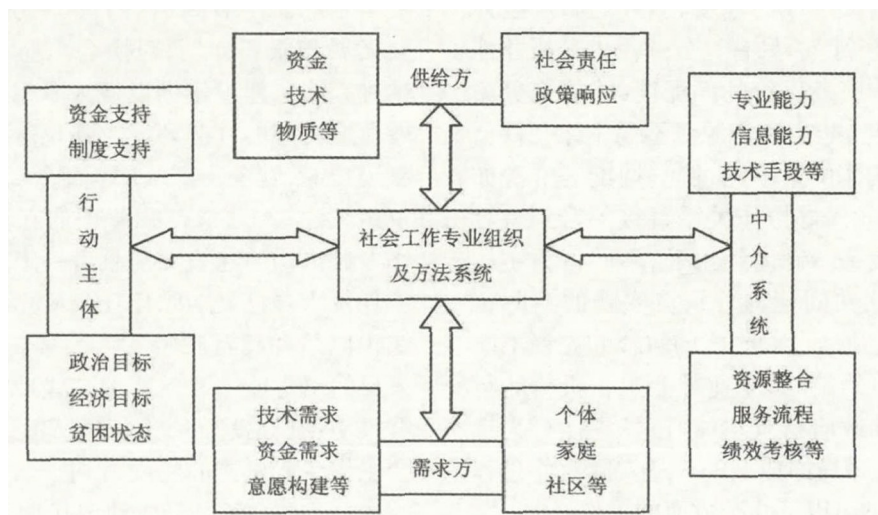 资金
技术
物质等
供给方
社会责任
政策响应
资金支持
制度支持
行动主体
政治目标
经济目标
贫困状态
社会工作专业组织
及方法系统
专业能力
信息能力
技术手段等
中介系统
资源整合
服务流程
绩效考核等
技术需求
资金需求
意愿构建等
需求方
个体
家庭
社区等